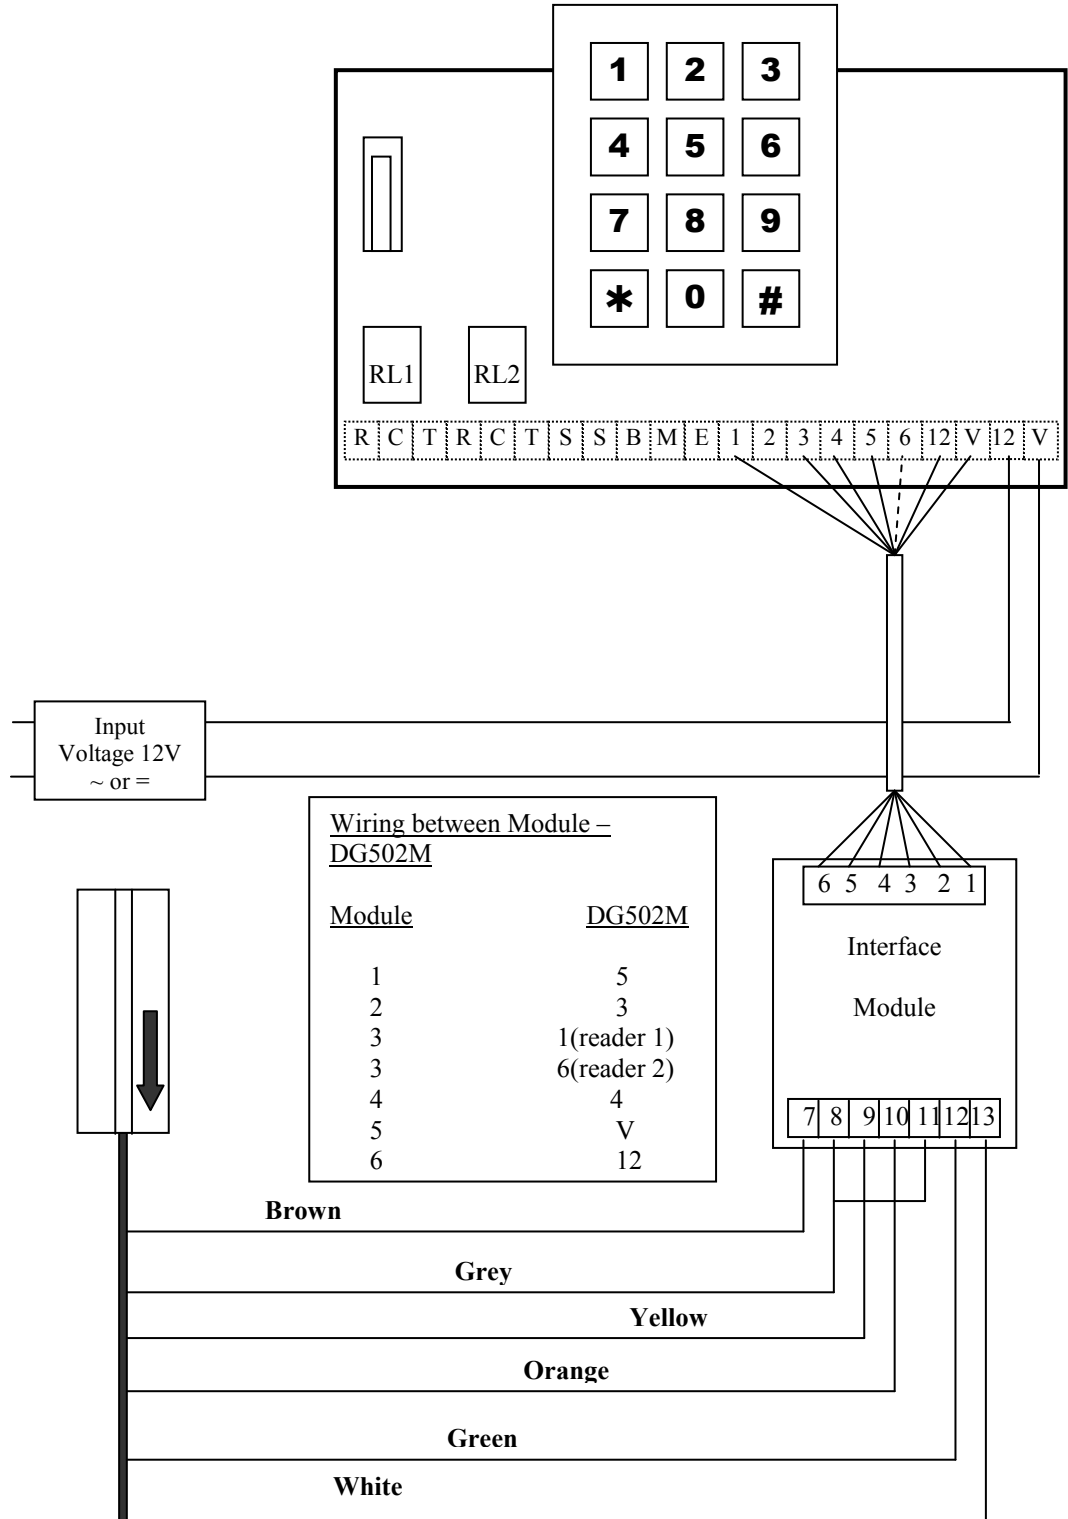 1 2 3
4 5 6
7 8 9
* 0 #
RL1 RL2
R C T R C T S S B M E 1 2 3 4 5 6 12 V 12 V
Input
Voltage 12V
~ or =
Wiring between Module –
DG502M
Module DG502M
1 5
2 3
3 1(reader 1)
3 6(reader 2)
4 4
5 V
6 12
6 5 4 3 2 1
Interface
Module
7 8 9 10 11 12 13
Brown
Grey
Yellow
Orange
Green
White